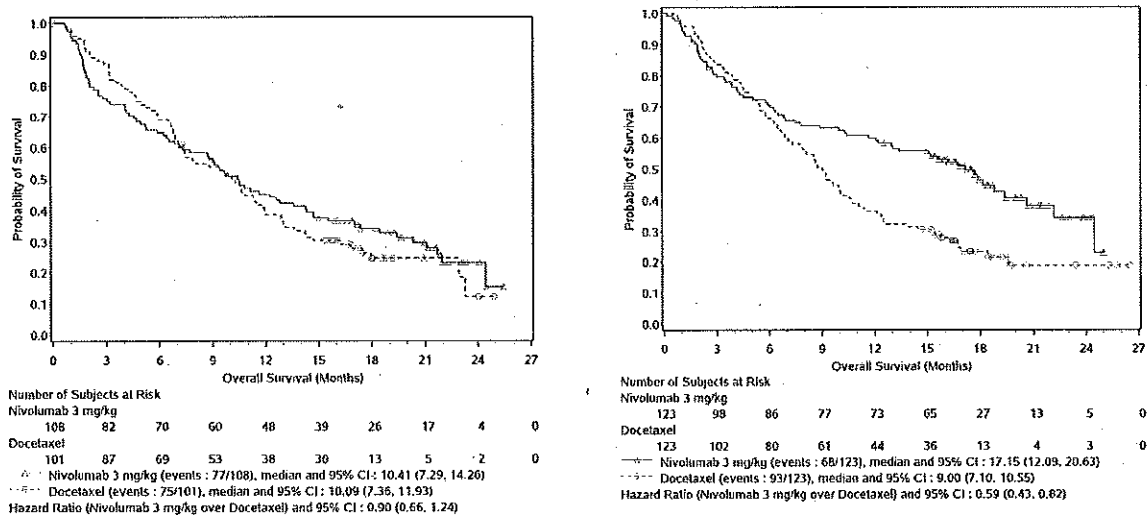 1.0
0.9
0.8
0.7
0.6
0.5
0.4
0.3
0.2
0.1
0.0
Probability of Survival
0 3 6 9 12 15 18 21 24 27
Overall Survival (Months)
Number of Subjects at Risk
Nivolumab 3 mg/kg
108 82 70 60 48 39 26 17 4 0
Docetaxel
101 87 69 53 38 30 13 5 2 0
Nivolumab 3 mg/kg (events : 77/108), median and 95% CI : 10.41 (7.29, 14.26)
Docetaxel (events : 75/101), median and 95% CI : 10.09 (7.36, 11.93)
Hazard Ratio (Nivolumab 3 mg/kg over Docetaxel) and 95% CI : 0.90 (0.66, 1.24)
1.0
0.9
0.8
0.7
0.6
0.5
0.4
0.3
0.2
0.1
0.0
Probability of Survival
0 3 6 9 12 15 18 21 24 27
Overall Survival (Months)
Number of Subjects at Risk
Nivolumab 3 mg/kg
123 98 86 77 73 65 27 13 5 0
Docetaxel
123 102 80 61 44 36 13 4 3 0
Nivolumab 3 mg/kg (events : 68/123), median and 95% CI : 17.15 (12.09, 20.63)
Docetaxel (events : 93/123), median and 95% CI : 9.00 (7.10, 10.55)
Hazard Ratio (Nivolumab 3 mg/kg over Docetaxel) and 95% CI : 0.59 (0.43, 0.82)